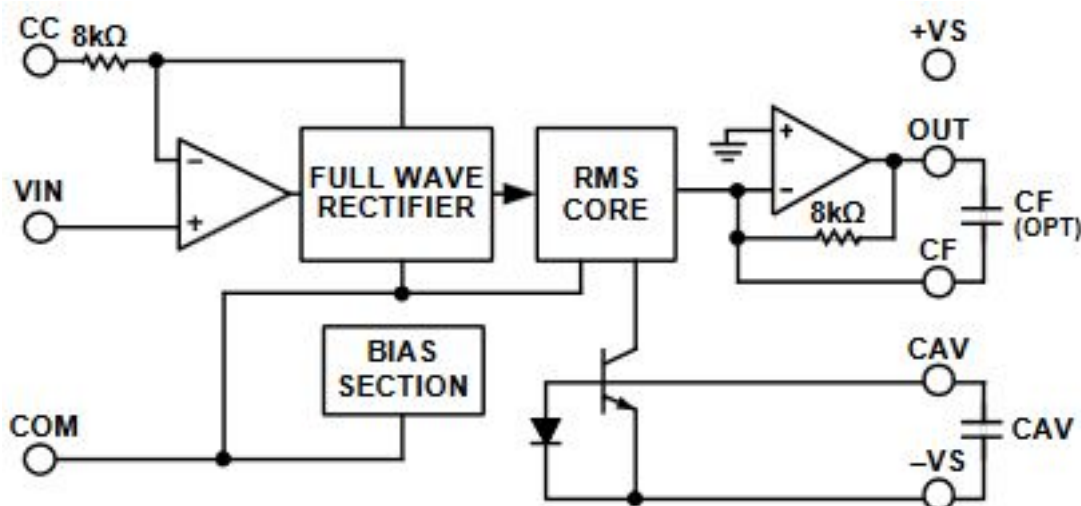 CC
8kΩ
+VS
OUT
VIN
−
+
FULL WAVE
RECTIFIER
RMS
CORE
+
−
8kΩ
CF
(OPT)
CF
BIAS
SECTION
CAV
COM
CAV
–VS